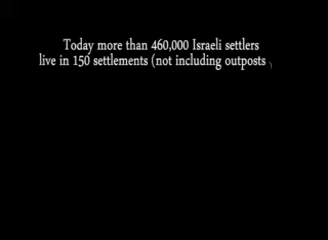 Today more than 460,000 Israeli settlers
live in 150 settlements (not including outposts )